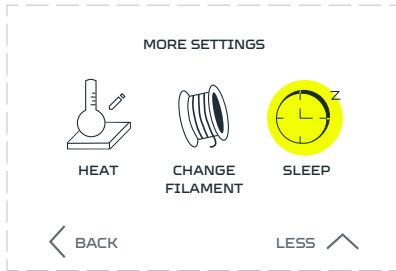 MORE SETTINGS
Z
HEAT
CHANGE
FILAMENT
SLEEP
BACK
LESS